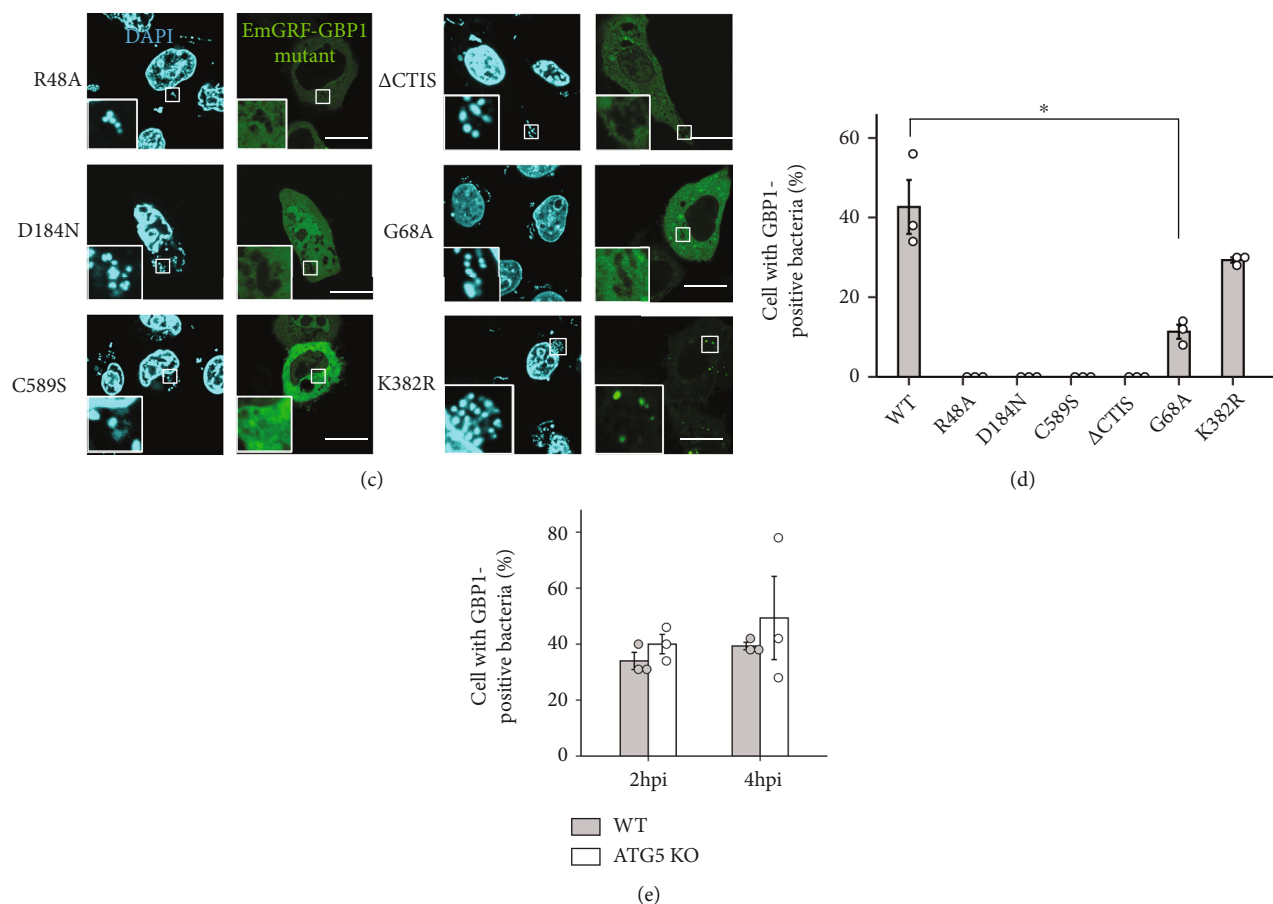 DAPI
EmGRF-GBP1
mutant
R48A
ΔCTIS
D184N
G68A
C589S
K382R
(c)
Cell with GBP1-
positive bacteria (%)
60
40
20
0
*
WT
R48A
D184N
C589S
ΔCTIS
G68A
K382R
(d)
Cell with GBP1-
positive bacteria (%)
80
60
40
20
0
2hpi
4hpi
WT
ATG5 KO
(e)